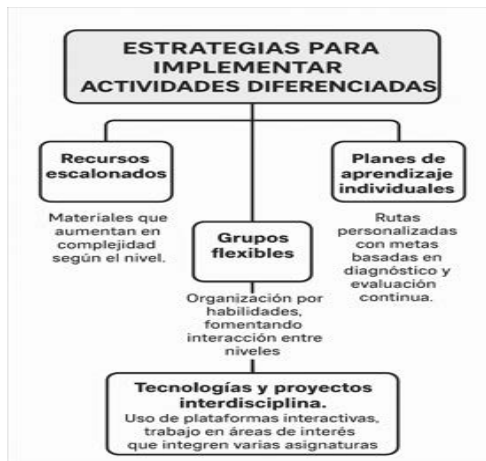 ESTRATEGIAS PARA
IMPLEMENTAR
ACTIVIDADES DIFERENCIADAS
Recursos
escalonados
Materiales que
aumentan en
complejidad
según el nivel.
Grupos
flexibles
Organización por
habilidades,
fomentando
interacción entre
niveles
Planes de
aprendizaje
individuales
Rutas
personalizadas
con metas
basadas en
diagnóstico y
evaluación
continua.
Tecnologías y proyectos
interdisciplina.
Uso de plataformas interactivas,
trabajo en áreas de interés
que integren varias asignaturas